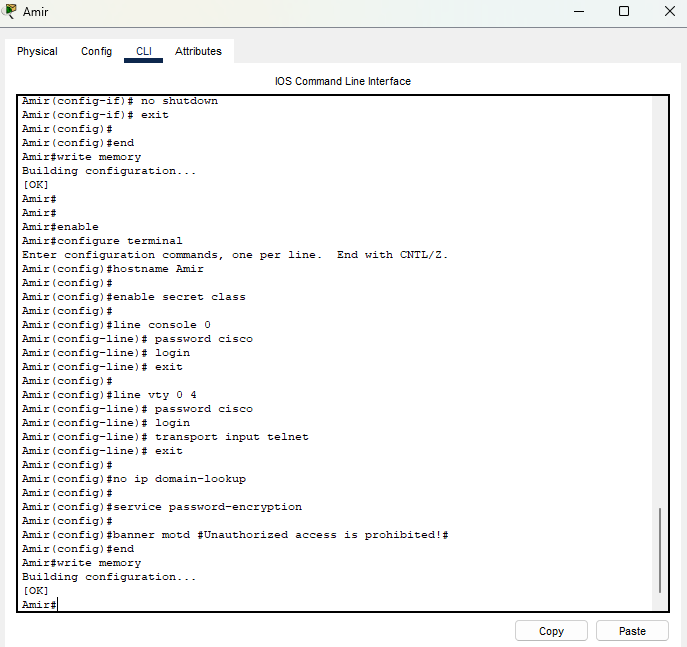 Amir
Physical Config CLI Attributes
IOS Command Line Interface
Amir(config-if)# no shutdown
Amir(config-if)# exit
Amir(config)#
Amir(config)#end
Amir#write memory
Building configuration...
[OK]
Amir#
Amir#
Amir#enable
Amir#configure terminal
Enter configuration commands, one per line.  End with CNTL/Z.
Amir(config)#hostname Amir
Amir(config)#
Amir(config)#enable secret class
Amir(config)#
Amir(config)#line console 0
Amir(config-line)# password cisco
Amir(config-line)# login
Amir(config-line)# exit
Amir(config)#
Amir(config)#line vty 0 4
Amir(config-line)# password cisco
Amir(config-line)# login
Amir(config-line)# transport input telnet
Amir(config-line)# exit
Amir(config)#
Amir(config)#no ip domain-lookup
Amir(config)#
Amir(config)#service password-encryption
Amir(config)#
Amir(config)#banner motd #Unauthorized access is prohibited!#
Amir(config)#end
Amir#write memory
Building configuration...
[OK]
Amir#
Copy Paste